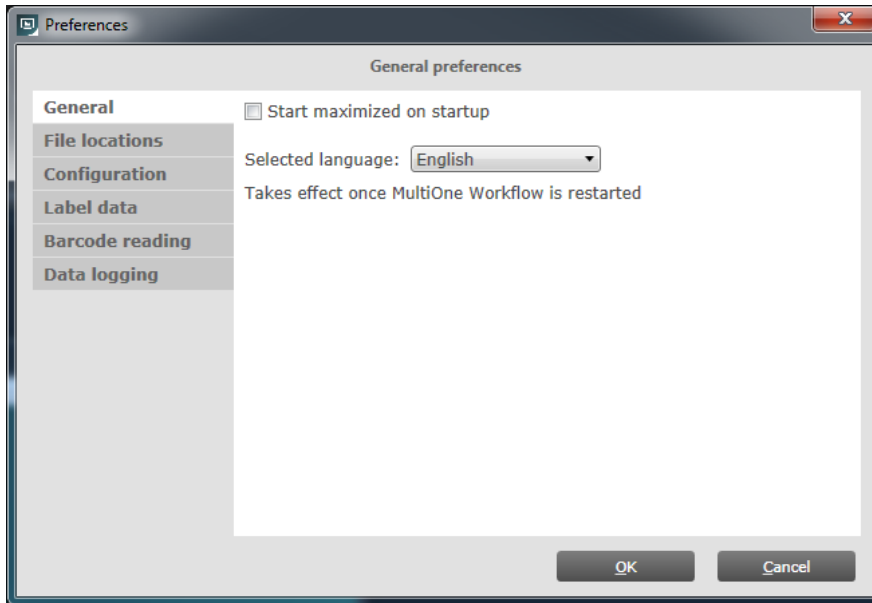 Preferences
General preferences
General
File locations
Configuration
Label data
Barcode reading
Data logging
Start maximized on startup
Selected language: English
Takes effect once MultiOne Workflow is restarted
OK
Cancel